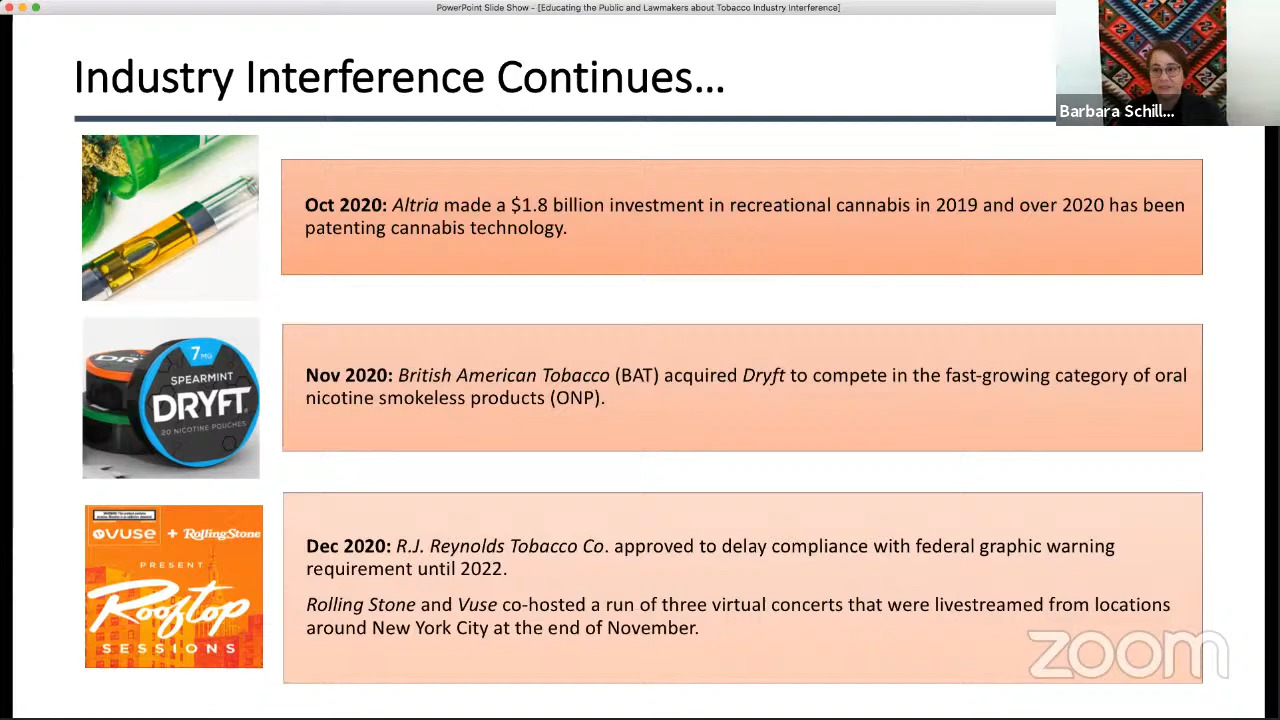 PowerPoint Slide Show - [Educating the Public and Lawmakers about Tobacco Industry Interference]
Industry Interference Continues…
Barbara Schill...
Oct 2020: Altria made a $1.8 billion investment in recreational cannabis in 2019 and over 2020 has been
patenting cannabis technology.
DR
7 MG
SPEARMINT
DRYFT
20 NICOTINE POUCHES
Nov 2020: British American Tobacco (BAT) acquired Dryft to compete in the fast-growing category of oral
nicotine smokeless products (ONP).
VUSE + RollingStone
PRESENT
Rooftop
SESSIONS
Dec 2020: R.J. Reynolds Tobacco Co. approved to delay compliance with federal graphic warning
requirement until 2022.
Rolling Stone and Vuse co-hosted a run of three virtual concerts that were livestreamed from locations
around New York City at the end of November.
zoom